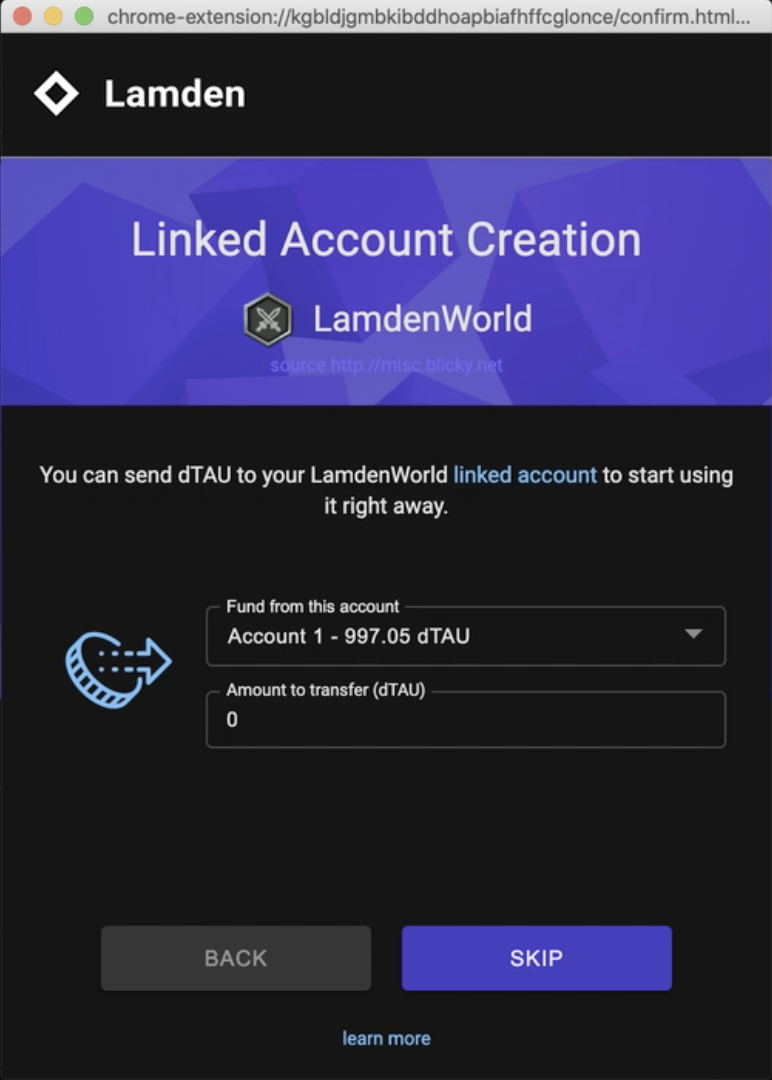 chrome-extension://kgbldjgmbkibddhoapbiafhffcglonce/confirm.html...
Lamden
Linked Account Creation
LamdenWorld
source http://misc.blicky.net
You can send dTAU to your LamdenWorld linked account to start using
it right away.
Fund from this account
Account 1 - 997.05 dTAU
Amount to transfer (dTAU)
0
BACK
SKIP
learn more